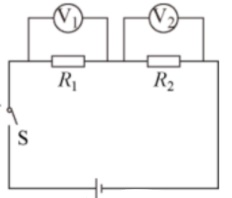 V₁ V₂
R₁ R₂
S